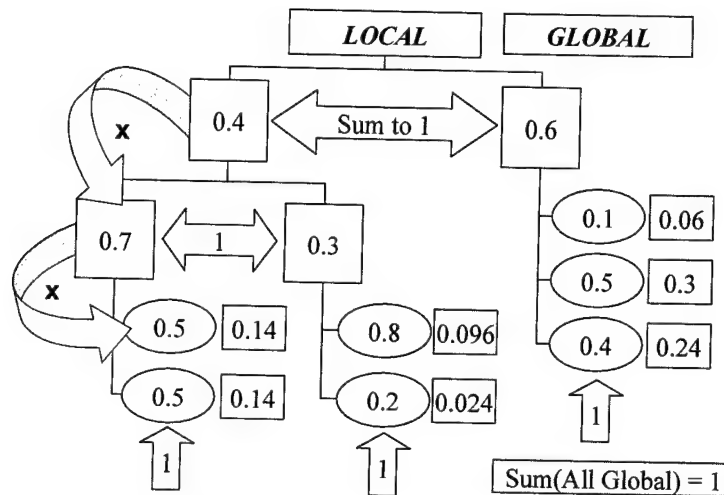 LOCAL GLOBAL
0.4 Sum to 1 0.6
x
0.7 1 0.3
0.1 0.06
0.5 0.3
x
0.5 0.14 0.8 0.096 0.4 0.24
0.5 0.14 0.2 0.024
1 1 1
Sum(All Global) = 1